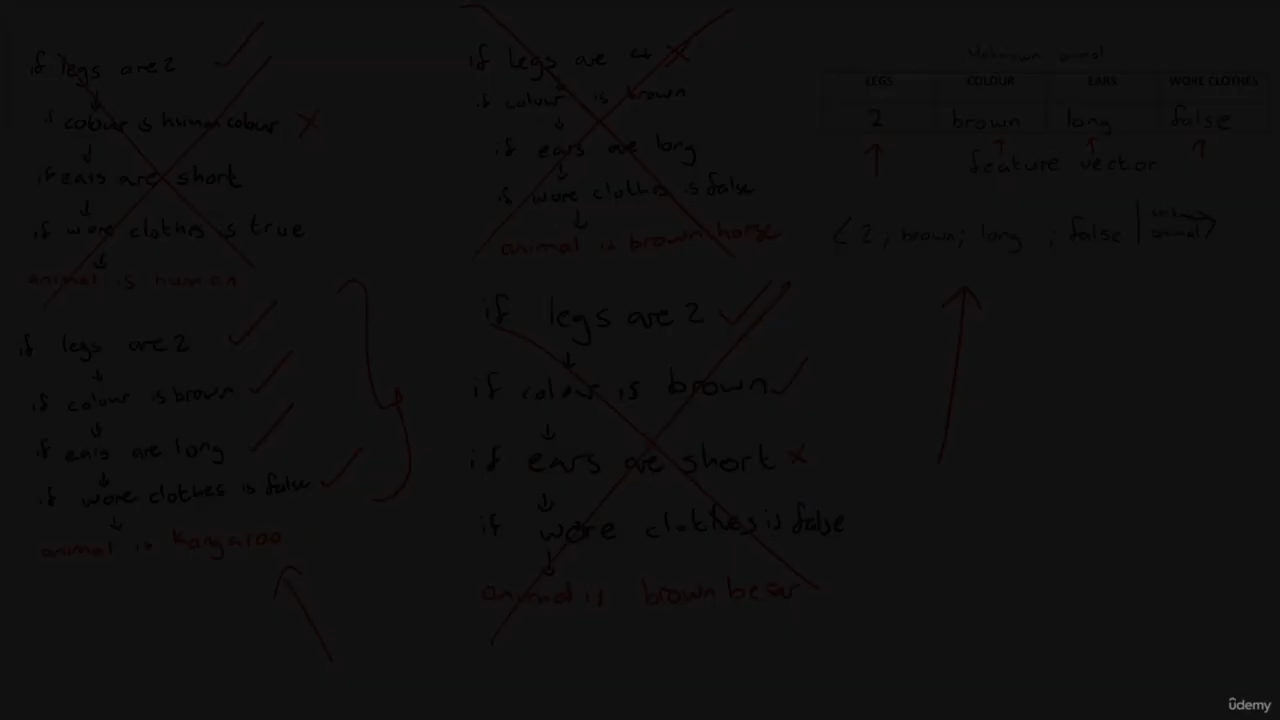 if legs are 2
if colour is human colour
if ears are short
if wore clothes is true
animal is human
if legs are 2
if colour is brown
if ears are long
if wore clothes is false
animal is kangaroo
if legs are
if colour is brown
if ears are long
if wore clothes is false
animal is brown horse
if legs are 2
if colour is brown
if ears are short
if wore clothes is false
animal is brown bear
Unknown animal
LEGS COLOUR EARS WORE CLOTHES
2 brown long false
feature vector
( 2 ; brown; long ; false | unknown animal >
ûdemy